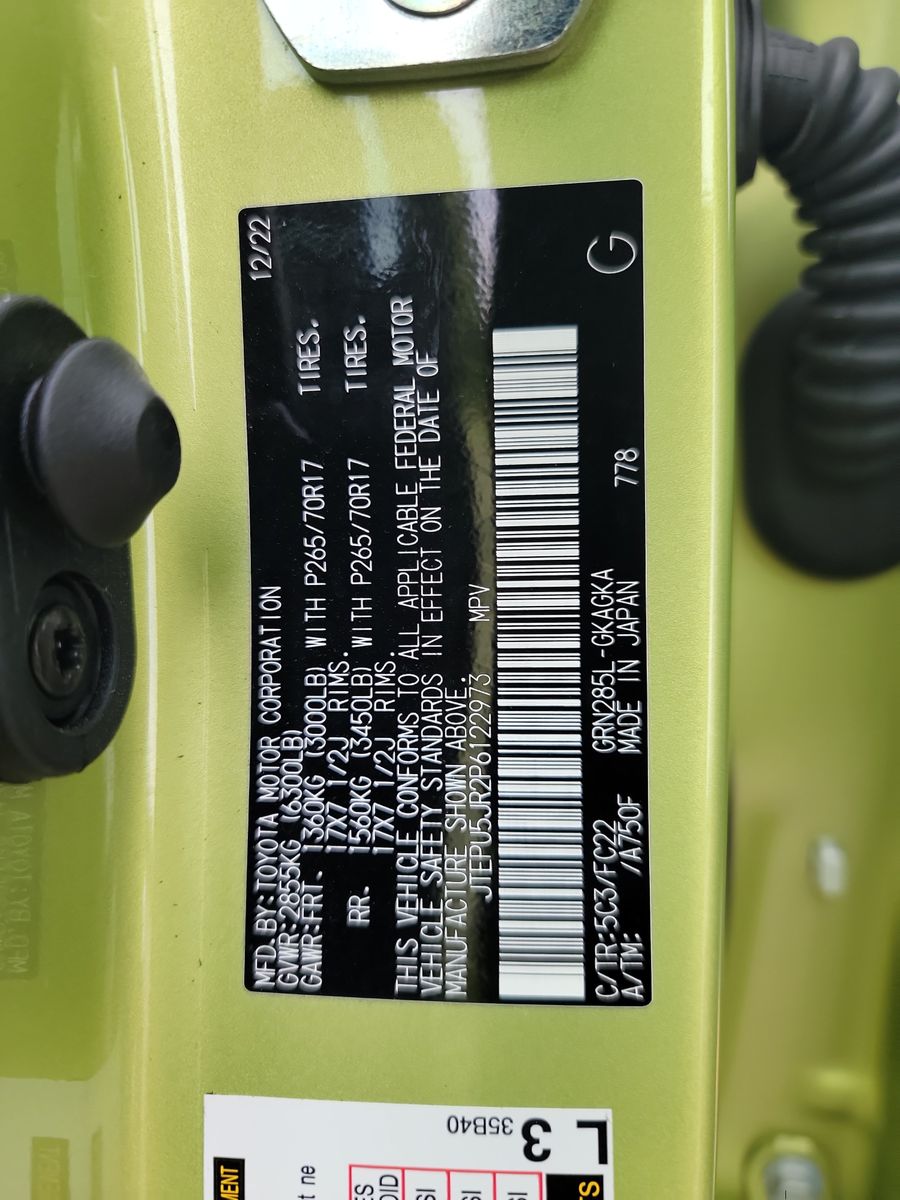 12/22
MFD.BY:TOYOTA MOTOR CORPORATION
GVWR:2855KG (6300LB)
GAWR:FRT. 1360KG (3000LB) WITH P265/70R17 TIRES.
17X7 1/2J RIMS.
RR. 1560KG (3450LB) WITH P265/70R17 TIRES.
17X7 1/2J RIMS.
THIS VEHICLE CONFORMS TO ALL APPLICABLE FEDERAL MOTOR
VEHICLE SAFETY STANDARDS IN EFFECT ON THE DATE OF
MANUFACTURE SHOWN ABOVE.
JTEPU5JR2P6122973 MPV
C/TR:5C3/FC22 GRN285L-GKAGKA 778
A/TM: /A750F MADE IN JAPAN
G
L3
35B40